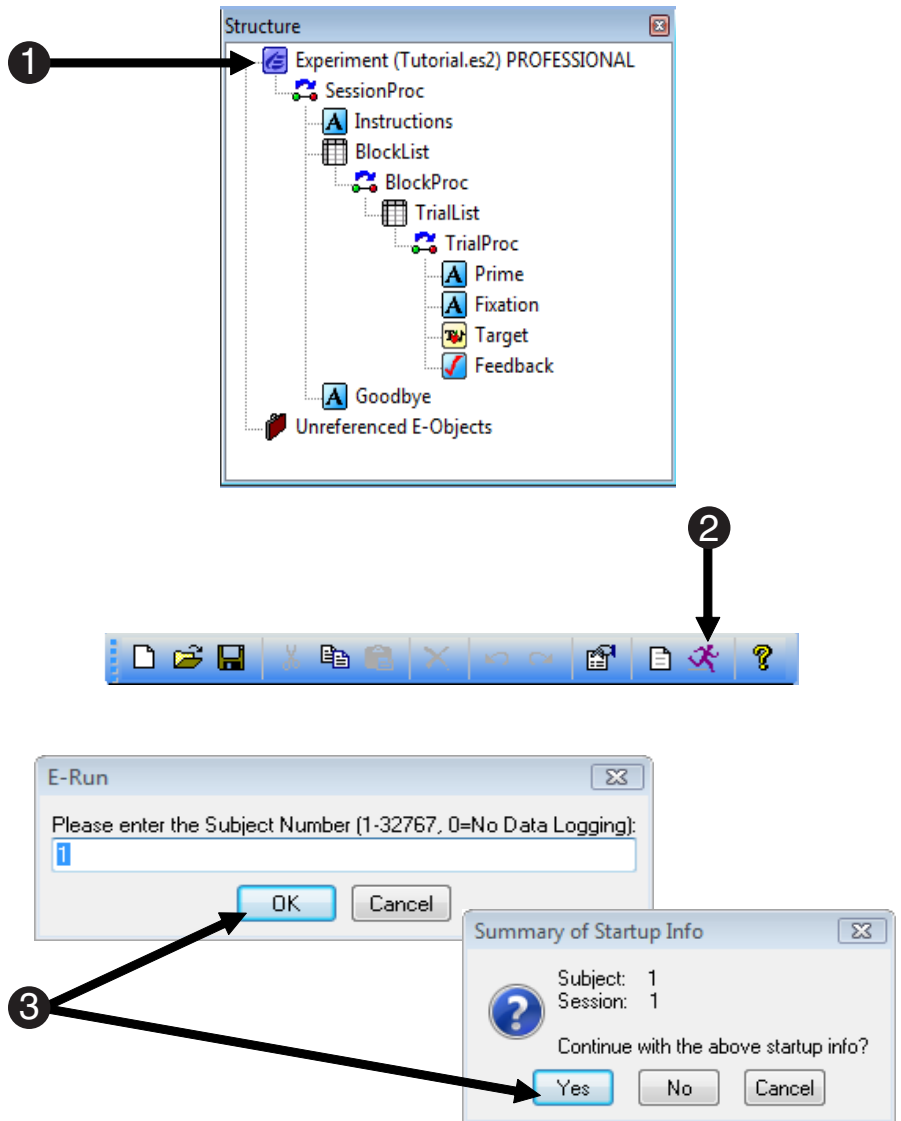 Structure
1
Experiment (Tutorial.es2) PROFESSIONAL
SessionProc
A Instructions
BlockList
BlockProc
TrialList
TrialProc
A Prime
A Fixation
Target
Feedback
A Goodbye
Unreferenced E-Objects
2
?
E-Run
Please enter the Subject Number (1-32767, 0=No Data Logging):
1
OK Cancel
Summary of Startup Info
Subject: 1
Session: 1
?
Continue with the above startup info?
Yes No Cancel
3